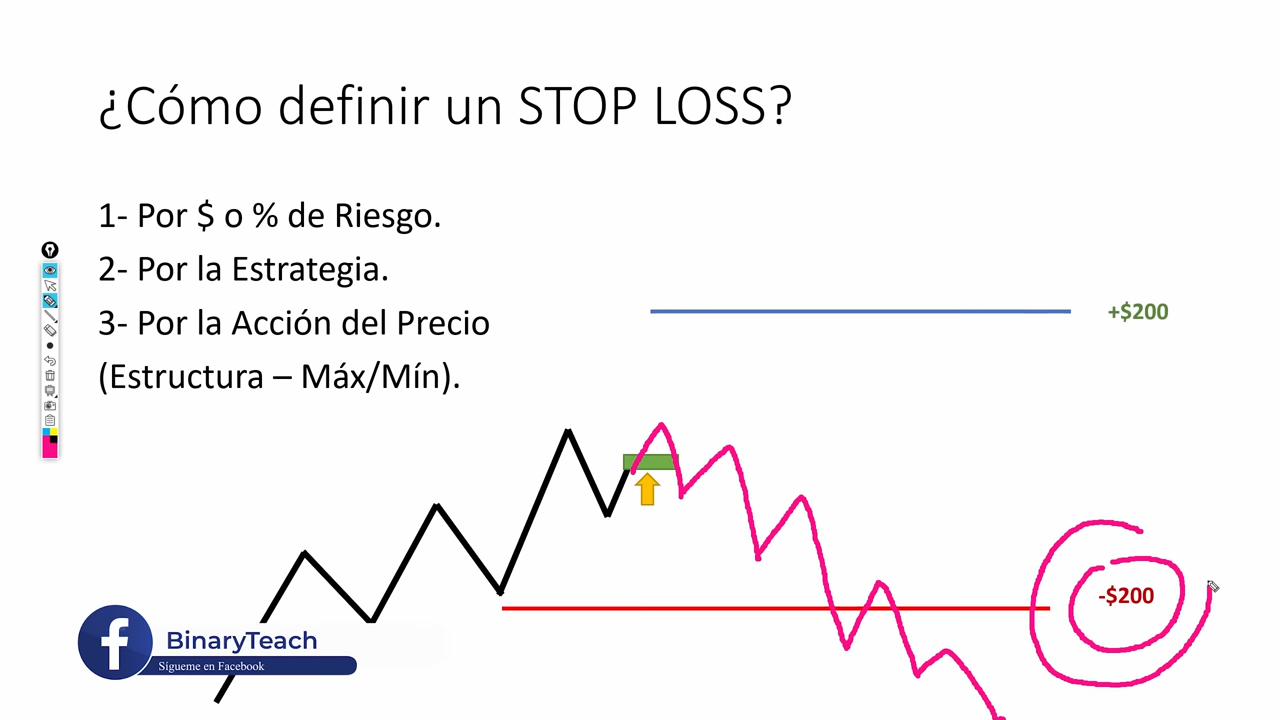 ¿Cómo definir un STOP LOSS?
1- Por $ o % de Riesgo.
2- Por la Estrategia.
3- Por la Acción del Precio
(Estructura – Máx/Mín).
+$200
-$200
BinaryTeach
Sígueme en Facebook